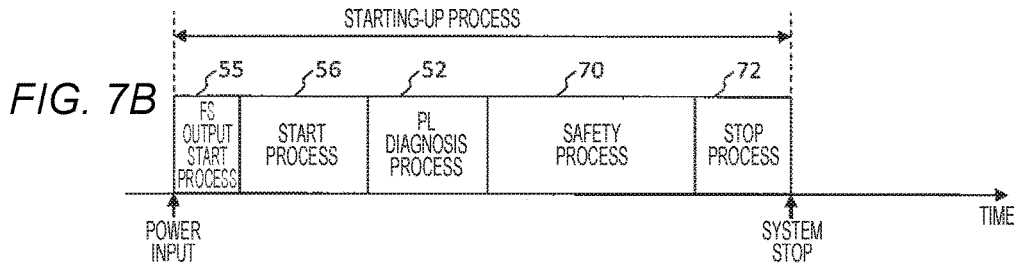 STARTING-UP PROCESS
FIG. 7B
55
56
52
70
72
FS
OUTPUT
START
PROCESS
START
PROCESS
PL
DIAGNOSIS
PROCESS
SAFETY
PROCESS
STOP
PROCESS
POWER
INPUT
SYSTEM
STOP
TIME